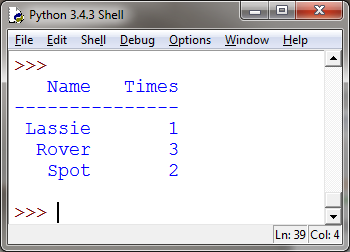 Python 3.4.3 Shell
File Edit Shell Debug Options Window Help
>>>
Name Times
---------------
Lassie 1
Rover 3
Spot 2
>>>
Ln: 39 Col: 4